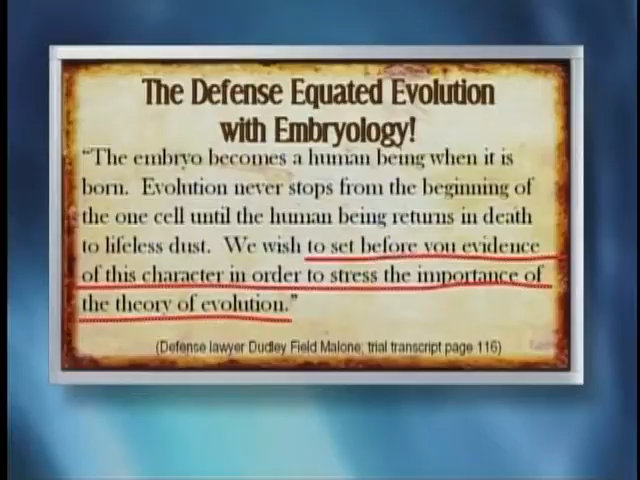 The Defense Equated Evolution
with Embryology!
“The embryo becomes a human being when it is
born. Evolution never stops from the beginning of
the one cell until the human being returns in death
to lifeless dust. We wish to set before you evidence
of this character in order to stress the importance of
the theory of evolution.”
(Defense lawyer Dudley Field Malone; trial transcript page 116)